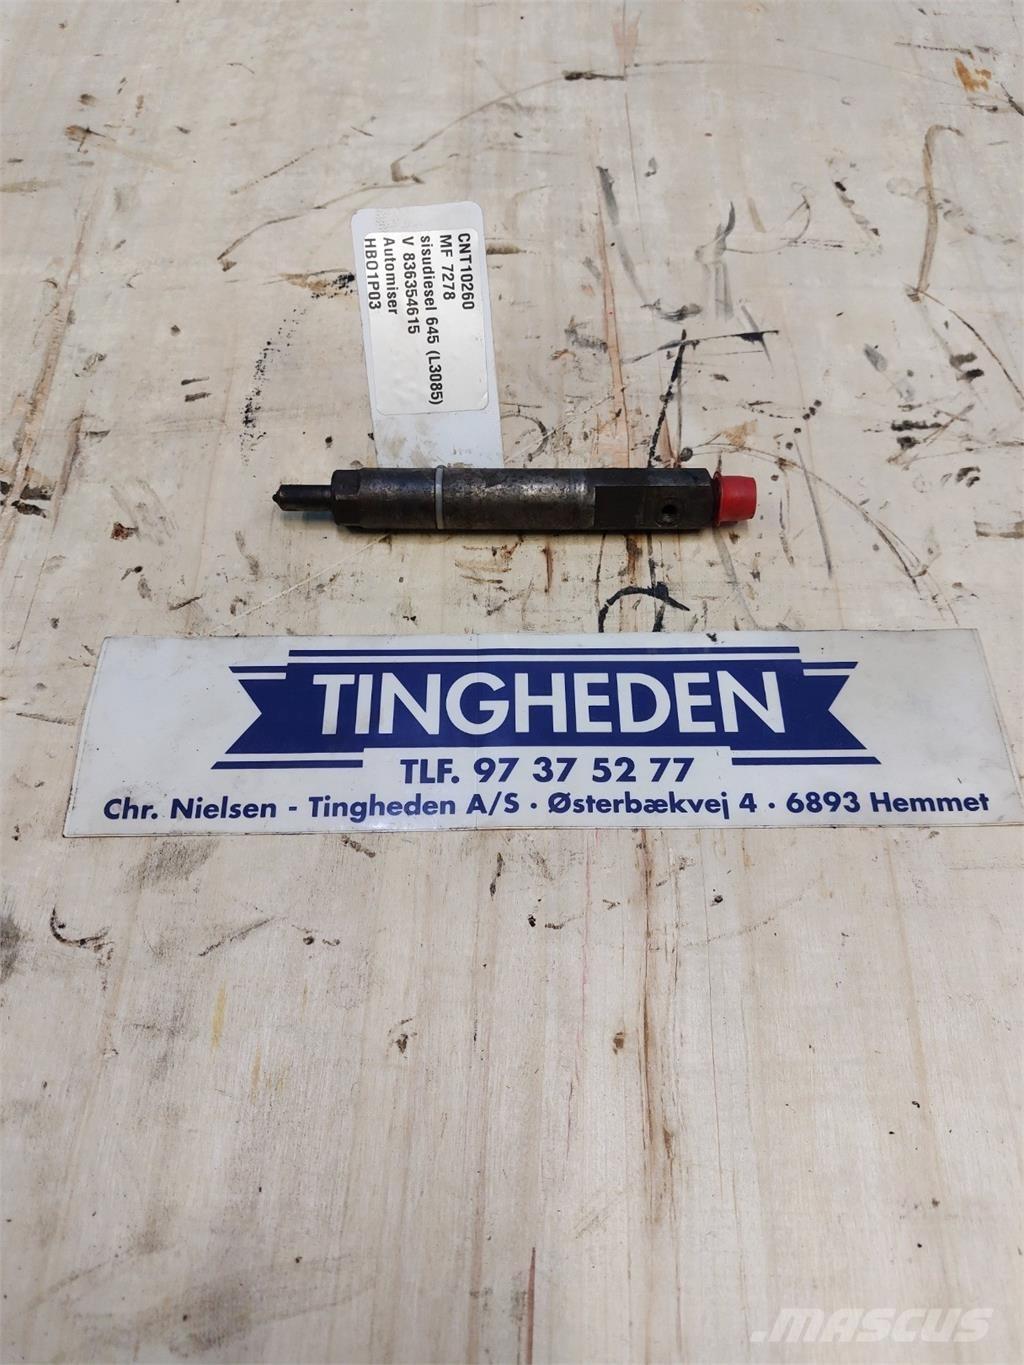 CNT10260
MF 7278
sisudiesel 645 (L3085)
V 836354615
Automiser
HBO1P03
TINGHEDEN
TLF. 97 37 52 77
Chr. Nielsen - Tingheden A/S · Østerbækvej 4 · 6893 Hemmet
MASCUS